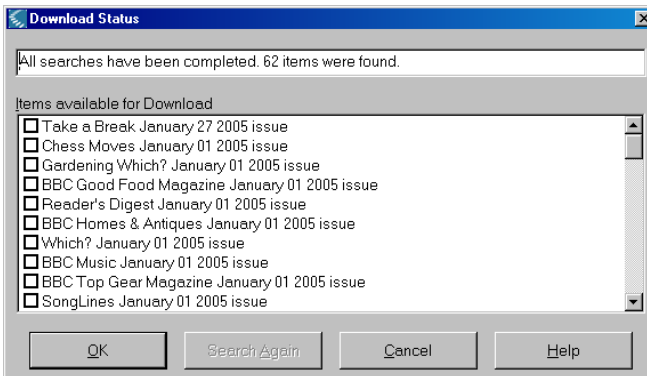 Download Status
All searches have been completed. 62 items were found.
Items available for Download
Take a Break January 27 2005 issue
Chess Moves January 01 2005 issue
Gardening Which? January 01 2005 issue
BBC Good Food Magazine January 01 2005 issue
Reader's Digest January 01 2005 issue
BBC Homes & Antiques January 01 2005 issue
Which? January 01 2005 issue
BBC Music January 01 2005 issue
BBC Top Gear Magazine January 01 2005 issue
SongLines January 01 2005 issue
OK Search Again Cancel Help